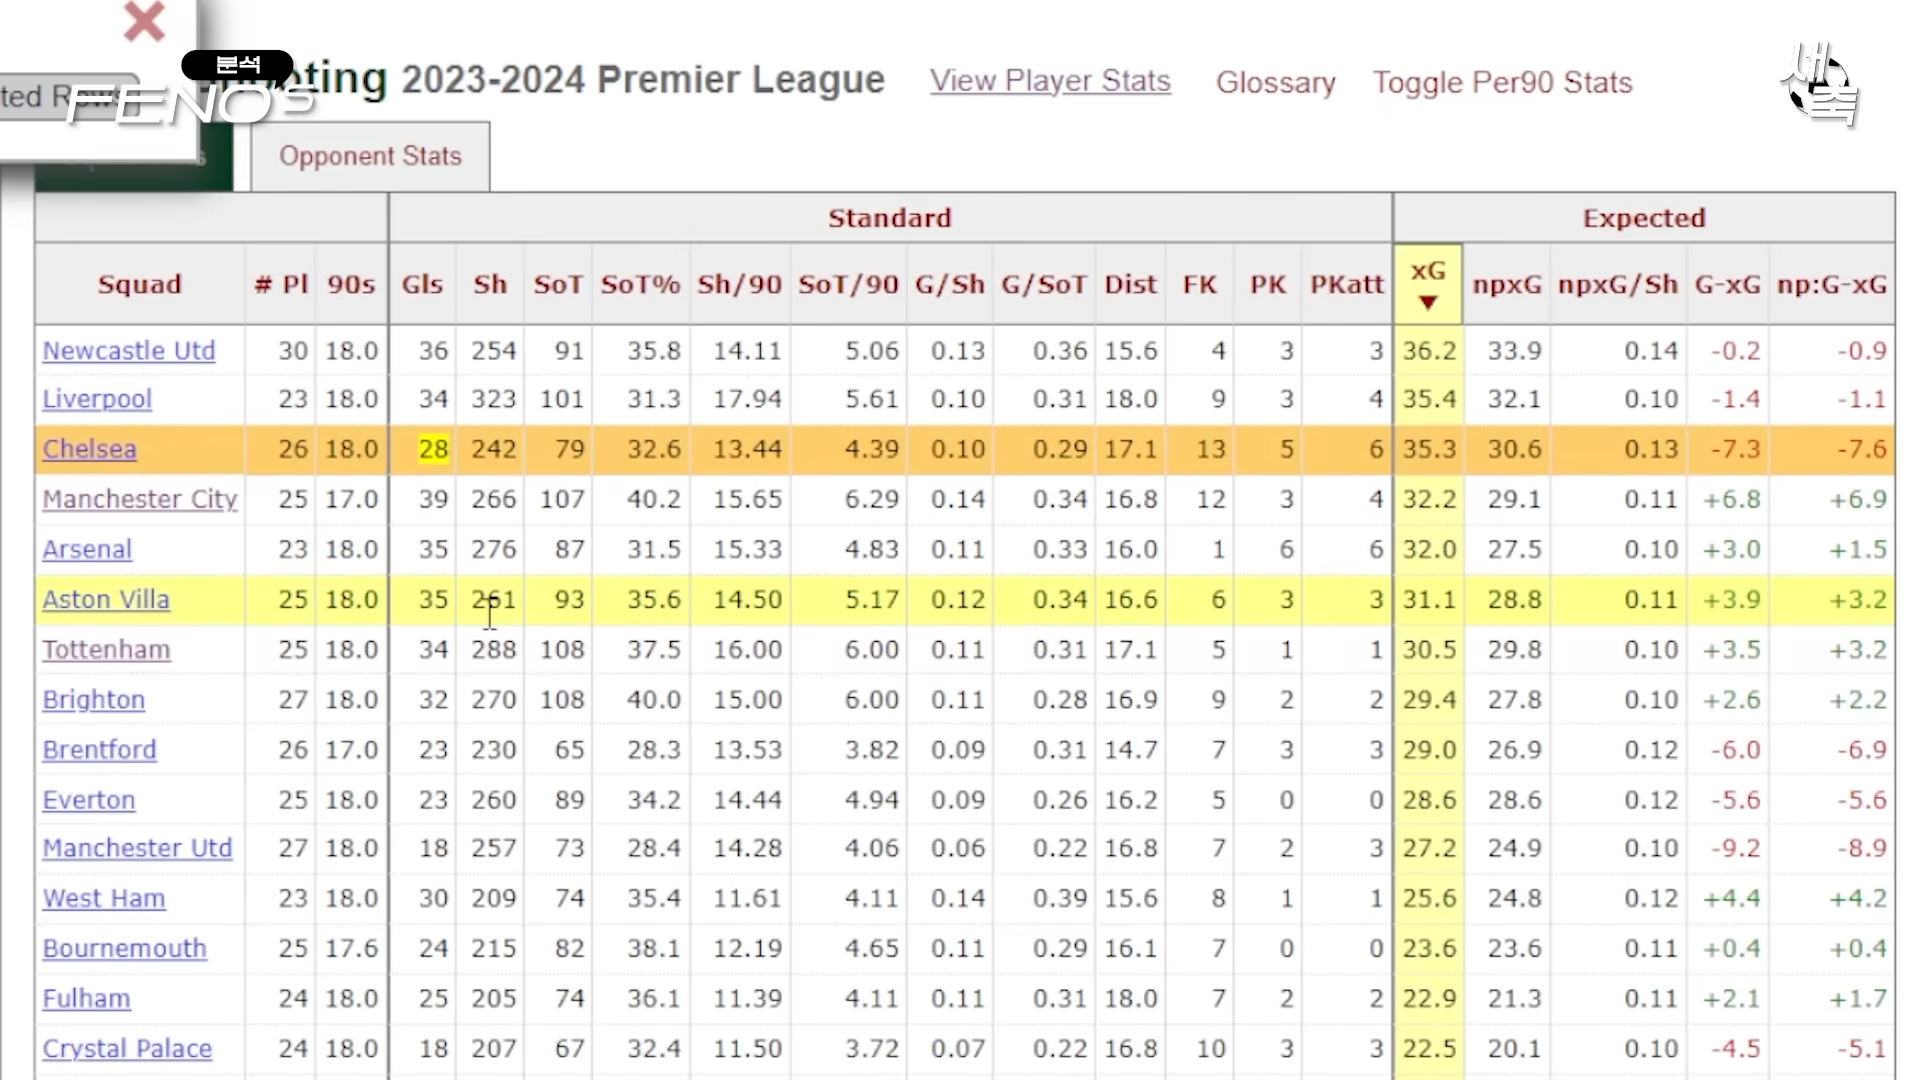 분석
FENO'S
2023-2024 Premier League View Player Stats Glossary Toggle Per90 Stats
새축
Opponent Stats
Standard Expected
Squad # Pl 90s Gls Sh SoT SoT% Sh/90 SoT/90 G/Sh G/SoT Dist FK PK PKatt xG ▼ npxG npxG/Sh G-xG np:G-xG
Newcastle Utd 30 18.0 36 254 91 35.8 14.11 5.06 0.13 0.36 15.6 4 3 3 36.2 33.9 0.14 -0.2 -0.9
Liverpool 23 18.0 34 323 101 31.3 17.94 5.61 0.10 0.31 18.0 9 3 4 35.4 32.1 0.10 -1.4 -1.1
Chelsea 26 18.0 28 242 79 32.6 13.44 4.39 0.10 0.29 17.1 13 5 6 35.3 30.6 0.13 -7.3 -7.6
Manchester City 25 17.0 39 266 107 40.2 15.65 6.29 0.14 0.34 16.8 12 3 4 32.2 29.1 0.11 +6.8 +6.9
Arsenal 23 18.0 35 276 87 31.5 15.33 4.83 0.11 0.33 16.0 1 6 6 32.0 27.5 0.10 +3.0 +1.5
Aston Villa 25 18.0 35 261 93 35.6 14.50 5.17 0.12 0.34 16.6 6 3 3 31.1 28.8 0.11 +3.9 +3.2
Tottenham 25 18.0 34 288 108 37.5 16.00 6.00 0.11 0.31 17.1 5 1 1 30.5 29.8 0.10 +3.5 +3.2
Brighton 27 18.0 32 270 108 40.0 15.00 6.00 0.11 0.28 16.9 9 2 2 29.4 27.8 0.10 +2.6 +2.2
Brentford 26 17.0 23 230 65 28.3 13.53 3.82 0.09 0.31 14.7 7 3 3 29.0 26.9 0.12 -6.0 -6.9
Everton 25 18.0 23 260 89 34.2 14.44 4.94 0.09 0.26 16.2 5 0 0 28.6 28.6 0.12 -5.6 -5.6
Manchester Utd 27 18.0 18 257 73 28.4 14.28 4.06 0.06 0.22 16.8 7 2 3 27.2 24.9 0.10 -9.2 -8.9
West Ham 23 18.0 30 209 74 35.4 11.61 4.11 0.14 0.39 15.6 8 1 1 25.6 24.8 0.12 +4.4 +4.2
Bournemouth 25 17.6 24 215 82 38.1 12.19 4.65 0.11 0.29 16.1 7 0 0 23.6 23.6 0.11 +0.4 +0.4
Fulham 24 18.0 25 205 74 36.1 11.39 4.11 0.11 0.31 18.0 7 2 2 22.9 21.3 0.11 +2.1 +1.7
Crystal Palace 24 18.0 18 207 67 32.4 11.50 3.72 0.07 0.22 16.8 10 3 3 22.5 20.1 0.10 -4.5 -5.1